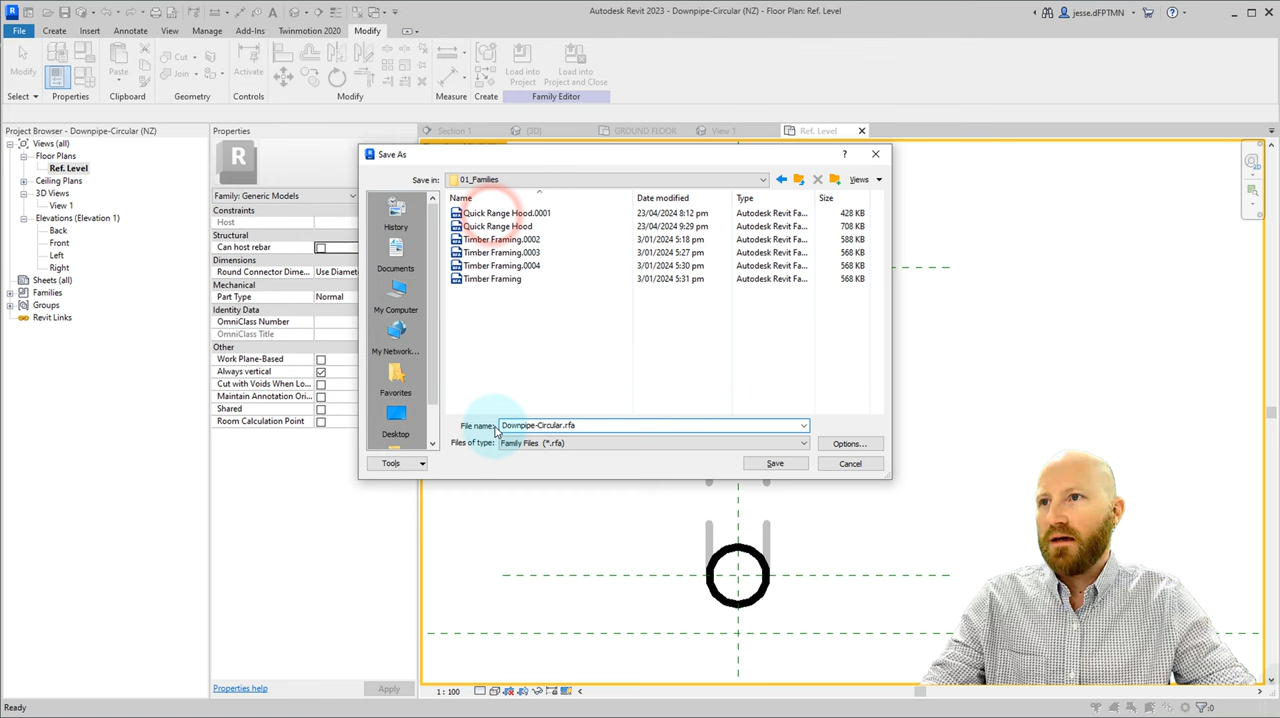 Autodesk Revit 2023 - Downpipe-Circular (NZ) - Floor Plan: Ref. Level
jesse.dFPTMN
File Create Insert Annotate View Manage Add-Ins Twinmotion 2020 Modify
Modify
Paste
Cut
Join
Activate
Load into Project
Load into Project and Close
Select Properties Clipboard Geometry Controls Modify Measure Create Family Editor
Project Browser - Downpipe-Circular (NZ)
Views (all)
Floor Plans
Ref. Level
Ceiling Plans
3D Views
View 1
Elevations (Elevation 1)
Back
Front
Left
Right
Sheets (all)
Families
Groups
Revit Links
Properties
R
Family: Generic Models
Constraints
Host
Structural
Can host rebar
Dimensions
Round Connector Dime... Use Diamete
Mechanical
Part Type Normal
Identity Data
OmniClass Number
OmniClass Title
Other
Work Plane-Based
Always vertical
Cut with Voids When Lo...
Maintain Annotation Ori...
Shared
Room Calculation Point
Properties help
Apply
Section 1 (3D) GROUND FLOOR View 1 Ref. Level
Save As
Save in: 01_Families Views
Name Date modified Type Size
Quick Range Hood.0001 23/04/2024 8:12 pm Autodesk Revit Fa... 428 KB
Quick Range Hood 23/04/2024 9:29 pm Autodesk Revit Fa... 708 KB
Timber Framing.0002 3/01/2024 5:18 pm Autodesk Revit Fa... 588 KB
Timber Framing.0003 3/01/2024 5:27 pm Autodesk Revit Fa... 568 KB
Timber Framing.0004 3/01/2024 5:30 pm Autodesk Revit Fa... 568 KB
Timber Framing 3/01/2024 5:31 pm Autodesk Revit Fa... 568 KB
History
Documents
My Computer
My Network...
Favorites
Desktop
File name: Downpipe-Circular.rfa
Files of type: Family Files (*.rfa) Options...
Tools Save Cancel
1 : 100
Ready
:0